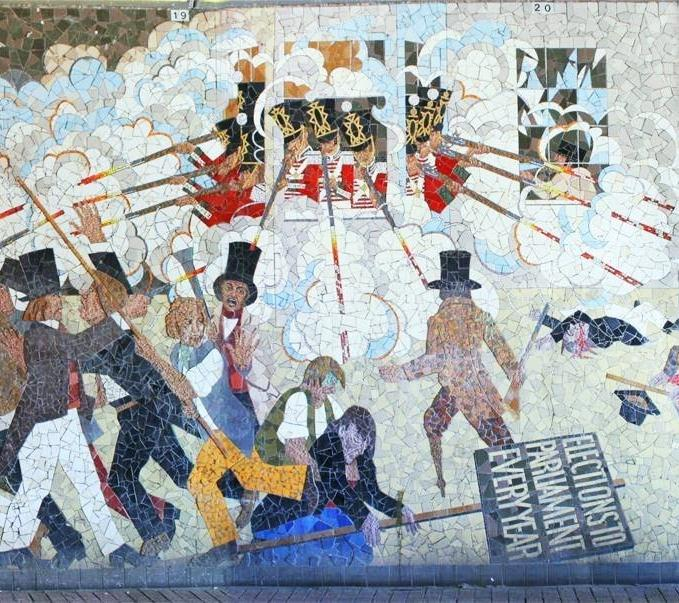 19
20
ELECTIONS TO
PARLIAMENT
EVERY YEAR